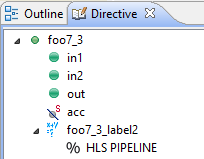 Outline Directive
foo7_3
in1
in2
out
acc
foo7_3_label2
% HLS PIPELINE